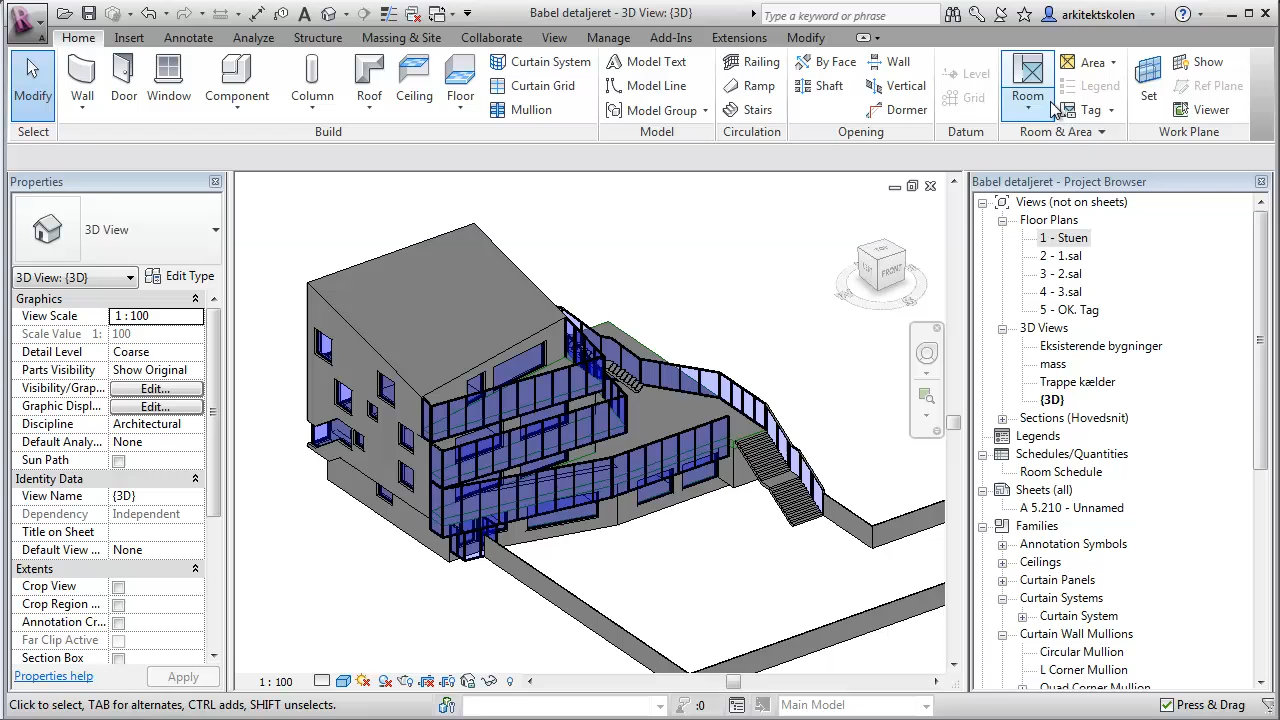 Babel detaljeret - 3D View: {3D}
Type a keyword or phrase
arkitektskolen
Home
Insert
Annotate
Analyze
Structure
Massing & Site
Collaborate
View
Manage
Add-Ins
Extensions
Modify
Modify
Wall
Door
Window
Component
Column
Roof
Ceiling
Floor
Curtain System
Curtain Grid
Mullion
Model Text
Model Line
Model Group
Railing
Ramp
Stairs
By Face
Shaft
Wall
Vertical
Dormer
Level
Grid
Room
Area
Legend
Tag
Set
Show
Ref Plane
Viewer
Select
Build
Model
Circulation
Opening
Datum
Room & Area
Work Plane
Properties
3D View
3D View: {3D}
Edit Type
Graphics
View Scale 1 : 100
Scale Value 1: 100
Detail Level Coarse
Parts Visibility Show Original
Visibility/Grap... Edit...
Graphic Displ... Edit...
Discipline Architectural
Default Analy... None
Sun Path
Identity Data
View Name {3D}
Dependency Independent
Title on Sheet
Default View ... None
Extents
Crop View
Crop Region ...
Annotation Cr...
Far Clip Active
Section Box
Properties help
Apply
FRONT
1 : 100
Babel detaljeret - Project Browser
Views (not on sheets)
Floor Plans
1 - Stuen
2 - 1.sal
3 - 2.sal
4 - 3.sal
5 - OK. Tag
3D Views
Eksisterende bygninger
mass
Trappe kælder
{3D}
Sections (Hovedsnit)
Legends
Schedules/Quantities
Room Schedule
Sheets (all)
A 5.210 - Unnamed
Families
Annotation Symbols
Ceilings
Curtain Panels
Curtain Systems
Curtain System
Curtain Wall Mullions
Circular Mullion
L Corner Mullion
Quad Corner Mullion
Click to select, TAB for alternates, CTRL adds, SHIFT unselects.
:0
Main Model
Press & Drag